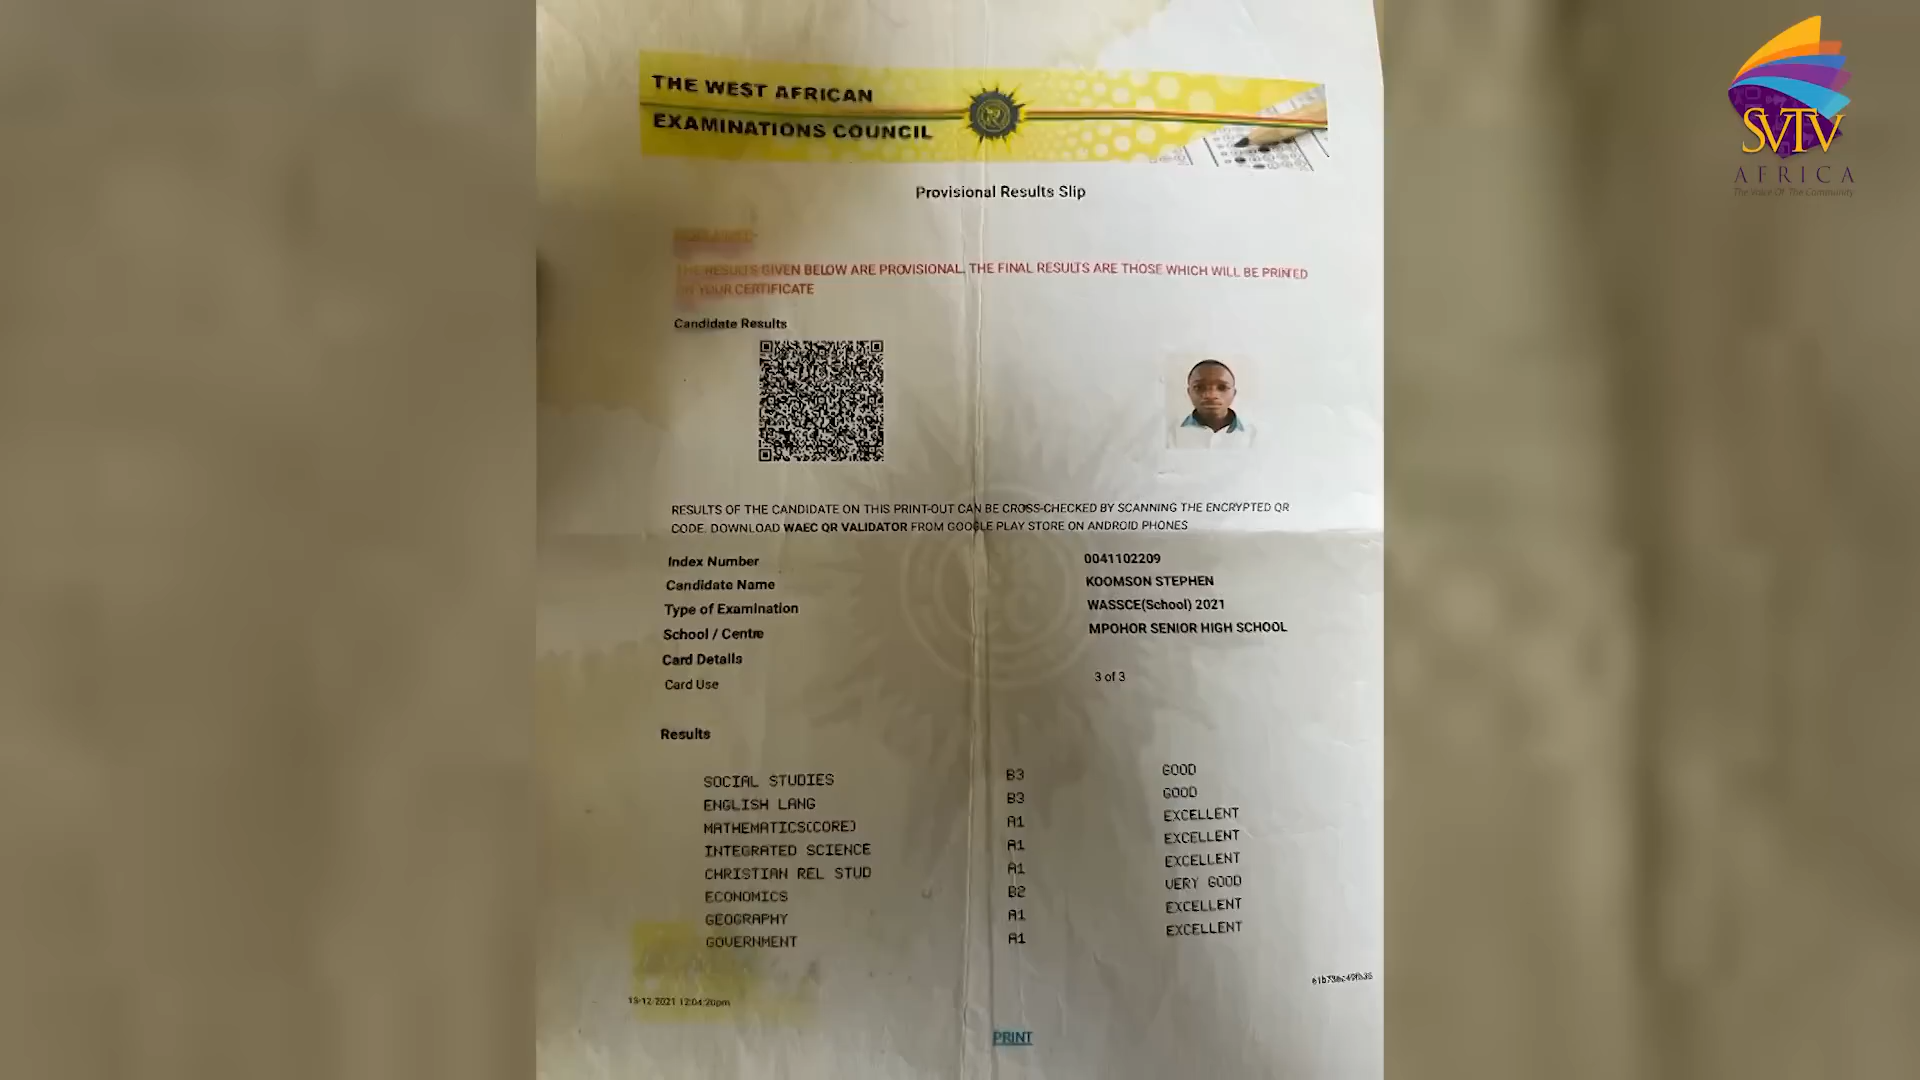 THE WEST AFRICAN
EXAMINATIONS COUNCIL
Provisional Results Slip
THE RESULTS GIVEN BELOW ARE PROVISIONAL. THE FINAL RESULTS ARE THOSE WHICH WILL BE PRINTED
ON YOUR CERTIFICATE
Candidate Results
RESULTS OF THE CANDIDATE ON THIS PRINT-OUT CAN BE CROSS-CHECKED BY SCANNING THE ENCRYPTED QR
CODE. DOWNLOAD WAEC QR VALIDATOR FROM GOOGLE PLAY STORE ON ANDROID PHONES
Index Number 0041102209
Candidate Name KOOMSON STEPHEN
Type of Examination WASSCE(School) 2021
School / Centre MPOHOR SENIOR HIGH SCHOOL
Card Details
Card Use 3 of 3
Results
SOCIAL STUDIES B3 GOOD
ENGLISH LANG B3 GOOD
MATHEMATICS(CORE) A1 EXCELLENT
INTEGRATED SCIENCE A1 EXCELLENT
CHRISTIAN REL STUD A1 EXCELLENT
ECONOMICS B2 VERY GOOD
GEOGRAPHY A1 EXCELLENT
GOVERNMENT A1 EXCELLENT
PRINT
SVTV
AFRICA
The Voice Of The Community